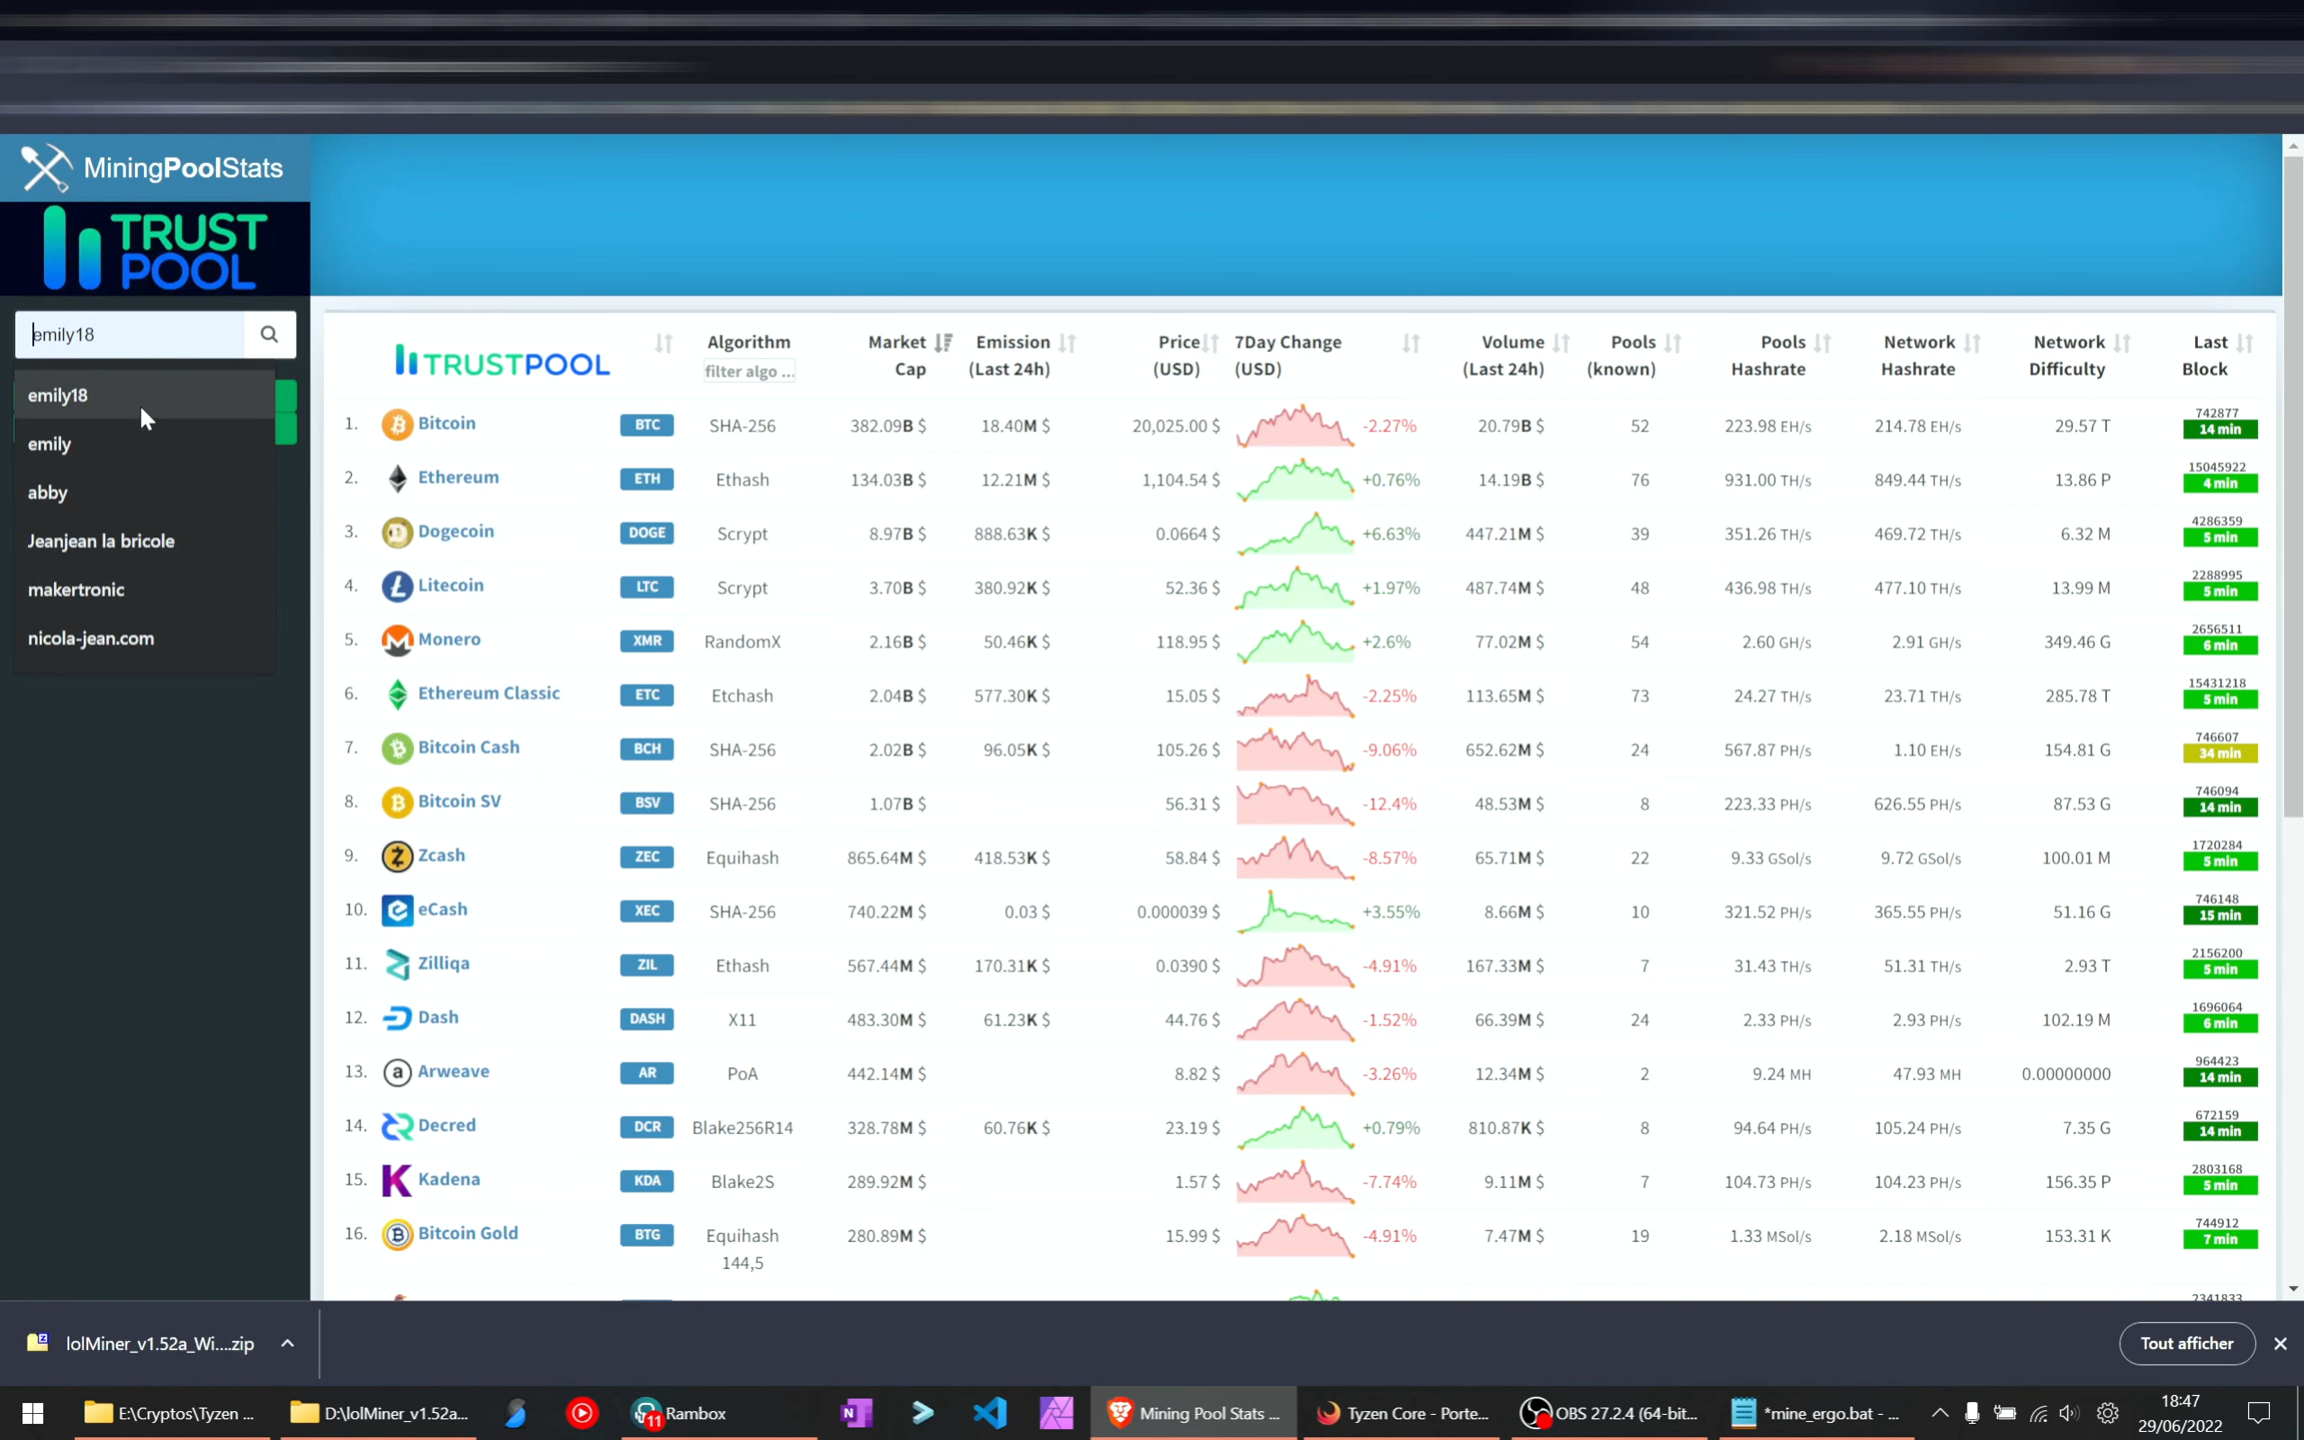 MiningPoolStats
TRUST
POOL
emily18
emily18
emily
abby
Jeanjean la bricole
makertronic
nicola-jean.com
TRUSTPOOL
Algorithm
filter algo ...
Market
Cap
Emission
(Last 24h)
Price
(USD)
7Day Change
(USD)
Volume
(Last 24h)
Pools
(known)
Pools
Hashrate
Network
Hashrate
Network
Difficulty
Last
Block
1. Bitcoin BTC SHA-256 382.09B $ 18.40M $ 20,025.00 $ -2.27% 20.79B $ 52 223.98 EH/s 214.78 EH/s 29.57 T 742877
14 min
2. Ethereum ETH Ethash 134.03B $ 12.21M $ 1,104.54 $ +0.76% 14.19B $ 76 931.00 TH/s 849.44 TH/s 13.86 P 15045922
4 min
3. Dogecoin DOGE Scrypt 8.97B $ 888.63K $ 0.0664 $ +6.63% 447.21M $ 39 351.26 TH/s 469.72 TH/s 6.32 M 4286359
5 min
4. Litecoin LTC Scrypt 3.70B $ 380.92K $ 52.36 $ +1.97% 487.74M $ 48 436.98 TH/s 477.10 TH/s 13.99 M 2288995
5 min
5. Monero XMR RandomX 2.16B $ 50.46K $ 118.95 $ +2.6% 77.02M $ 54 2.60 GH/s 2.91 GH/s 349.46 G 2656511
6 min
6. Ethereum Classic ETC Etchash 2.04B $ 577.30K $ 15.05 $ -2.25% 113.65M $ 73 24.27 TH/s 23.71 TH/s 285.78 T 15431218
5 min
7. Bitcoin Cash BCH SHA-256 2.02B $ 96.05K $ 105.26 $ -9.06% 652.62M $ 24 567.87 PH/s 1.10 EH/s 154.81 G 746607
34 min
8. Bitcoin SV BSV SHA-256 1.07B $ 56.31 $ -12.4% 48.53M $ 8 223.33 PH/s 626.55 PH/s 87.53 G 746094
14 min
9. Zcash ZEC Equihash 865.64M $ 418.53K $ 58.84 $ -8.57% 65.71M $ 22 9.33 GSol/s 9.72 GSol/s 100.01 M 1720284
5 min
10. eCash XEC SHA-256 740.22M $ 0.03 $ 0.000039 $ +3.55% 8.66M $ 10 321.52 PH/s 365.55 PH/s 51.16 G 746148
15 min
11. Zilliqa ZIL Ethash 567.44M $ 170.31K $ 0.0390 $ -4.91% 167.33M $ 7 31.43 TH/s 51.31 TH/s 2.93 T 2156200
5 min
12. Dash DASH X11 483.30M $ 61.23K $ 44.76 $ -1.52% 66.39M $ 24 2.33 PH/s 2.93 PH/s 102.19 M 1696064
6 min
13. Arweave AR PoA 442.14M $ 8.82 $ -3.26% 12.34M $ 2 9.24 MH 47.93 MH 0.00000000 964423
14 min
14. Decred DCR Blake256R14 328.78M $ 60.76K $ 23.19 $ +0.79% 810.87K $ 8 94.64 PH/s 105.24 PH/s 7.35 G 672159
14 min
15. Kadena KDA Blake2S 289.92M $ 1.57 $ -7.74% 9.11M $ 7 104.73 PH/s 104.23 PH/s 156.35 P 2803168
5 min
16. Bitcoin Gold BTG Equihash 280.89M $ 15.99 $ -4.91% 7.47M $ 19 1.33 MSol/s 2.18 MSol/s 153.31 K 744912
144,5 7 min
2341833
lolMiner_v1.52a_Wi....zip
Tout afficher
E:\Cryptos\Tyzen ...
D:\lolMiner_v1.52a...
11 Rambox
Mining Pool Stats ...
Tyzen Core - Porte...
OBS 27.2.4 (64-bit...
*mine_ergo.bat - ...
18:47
29/06/2022